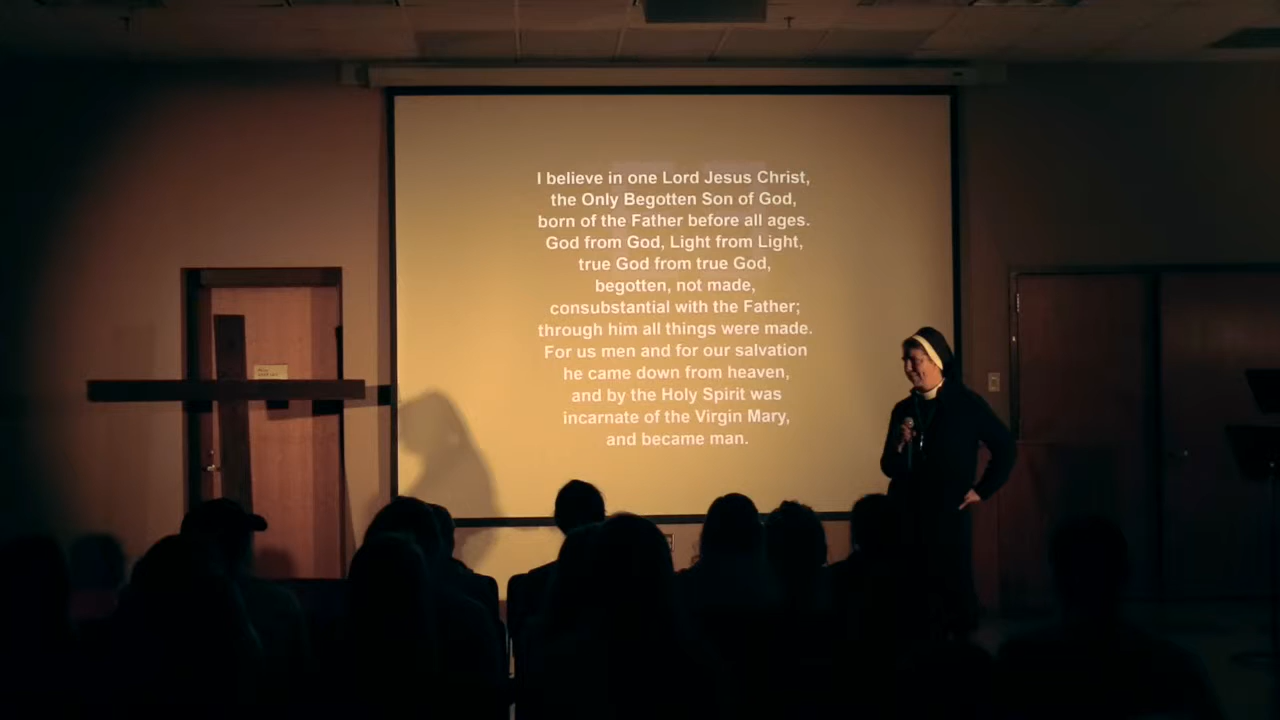 I believe in one Lord Jesus Christ,
the Only Begotten Son of God,
born of the Father before all ages.
God from God, Light from Light,
true God from true God,
begotten, not made,
consubstantial with the Father;
through him all things were made.
For us men and for our salvation
he came down from heaven,
and by the Holy Spirit was
incarnate of the Virgin Mary,
and became man.